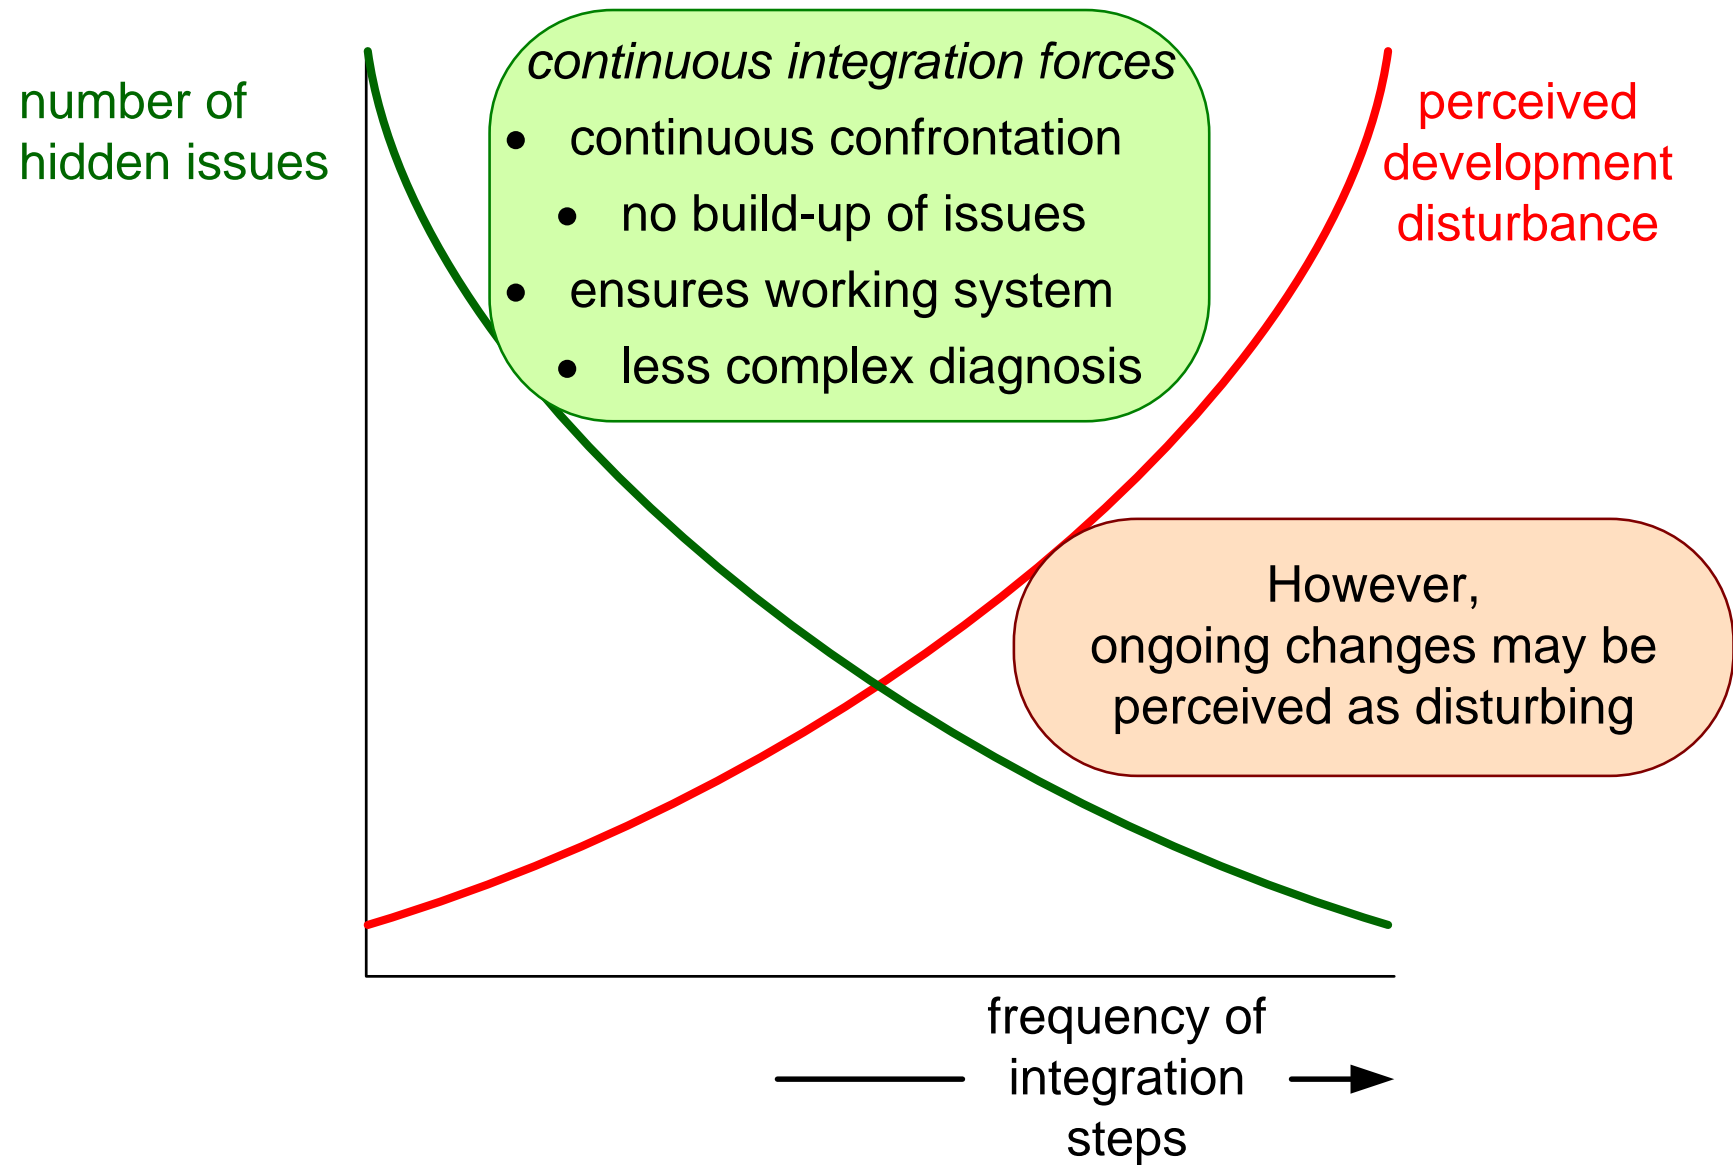 number of
hidden issues
continuous integration forces
• continuous confrontation
• no build-up of issues
• ensures working system
• less complex diagnosis
perceived
development
disturbance
However,
ongoing changes may be
perceived as disturbing
frequency of
integration
steps